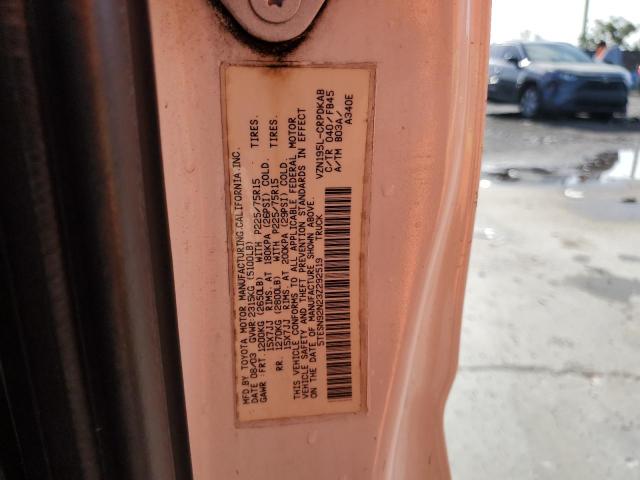 MFD BY TOYOTA MOTOR MANUFACTURING, CALIFORNIA, INC.
DATE 08/03 GVWR 2315KG (5100LB)
GAWR FRT 1200KG (2650LB) WITH P225/75R15 TIRES.
15X7JJ RIMS. AT 180KPA (26PSI) COLD.
RR. 1270KG (2800LB) WITH P225/75R15 TIRES.
15X7JJ RIMS AT 200KPA (29PSI) COLD.
THIS VEHICLE CONFORMS TO ALL APPLICABLE FEDERAL MOTOR
VEHICLE SAFETY AND THEFT PREVENTION STANDARDS IN EFFECT
ON THE DATE OF MANUFACTURE SHOWN ABOVE.
5TESN92N23Z292519 TRUCK
VZN195L-CRPDKAB
C/TR 040/FB45
A/TM B03A/
A340E